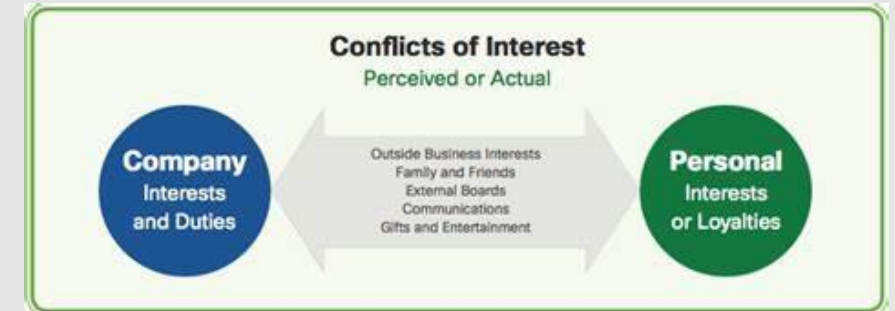 Conflicts of Interest
Perceived or Actual
Company
Interests
and Duties
Outside Business Interests
Family and Friends
External Boards
Communications
Gifts and Entertainment
Personal
Interests
or Loyalties